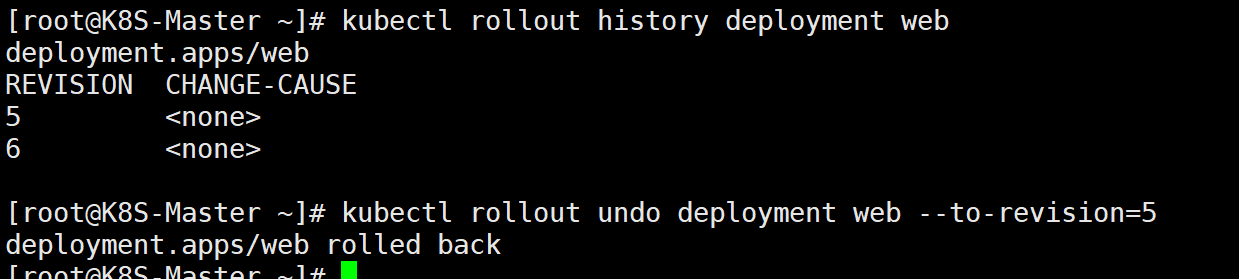 [root@K8S-Master ~]# kubectl rollout history deployment web
deployment.apps/web
REVISION  CHANGE-CAUSE
5         <none>
6         <none>
[root@K8S-Master ~]# kubectl rollout undo deployment web --to-revision=5
deployment.apps/web rolled back
[root@K8S-Master ~]#